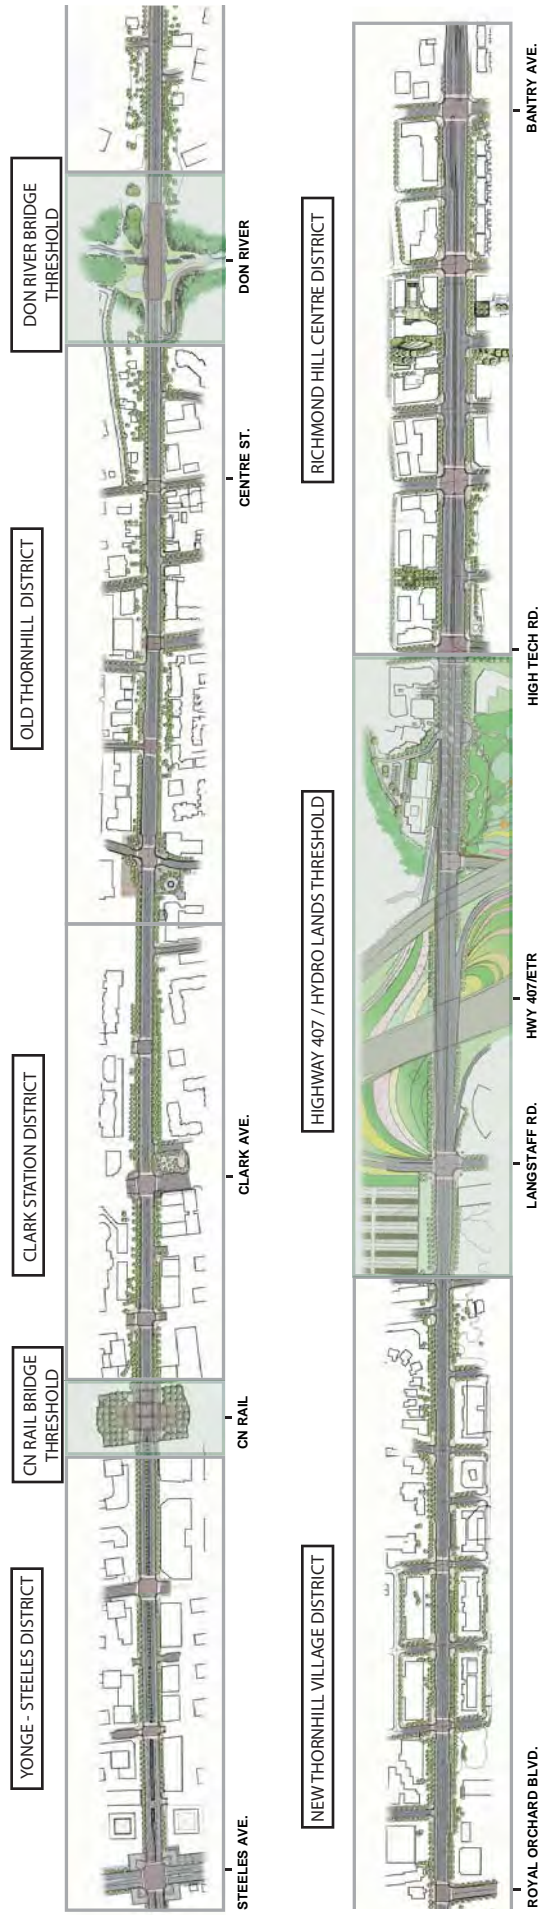 YONGE - STEELES DISTRICT
CN RAIL BRIDGE
THRESHOLD
CLARK STATION DISTRICT
OLD THORNHILL DISTRICT
DON RIVER BRIDGE
THRESHOLD
STEELES AVE.
CN RAIL
CLARK AVE.
CENTRE ST.
DON RIVER
NEW THORNHILL VILLAGE DISTRICT
HIGHWAY 407 / HYDRO LANDS THRESHOLD
RICHMOND HILL CENTRE DISTRICT
ROYAL ORCHARD BLVD.
LANGSTAFF RD.
HWY 407/ETR
HIGH TECH RD.
BANTRY AVE.